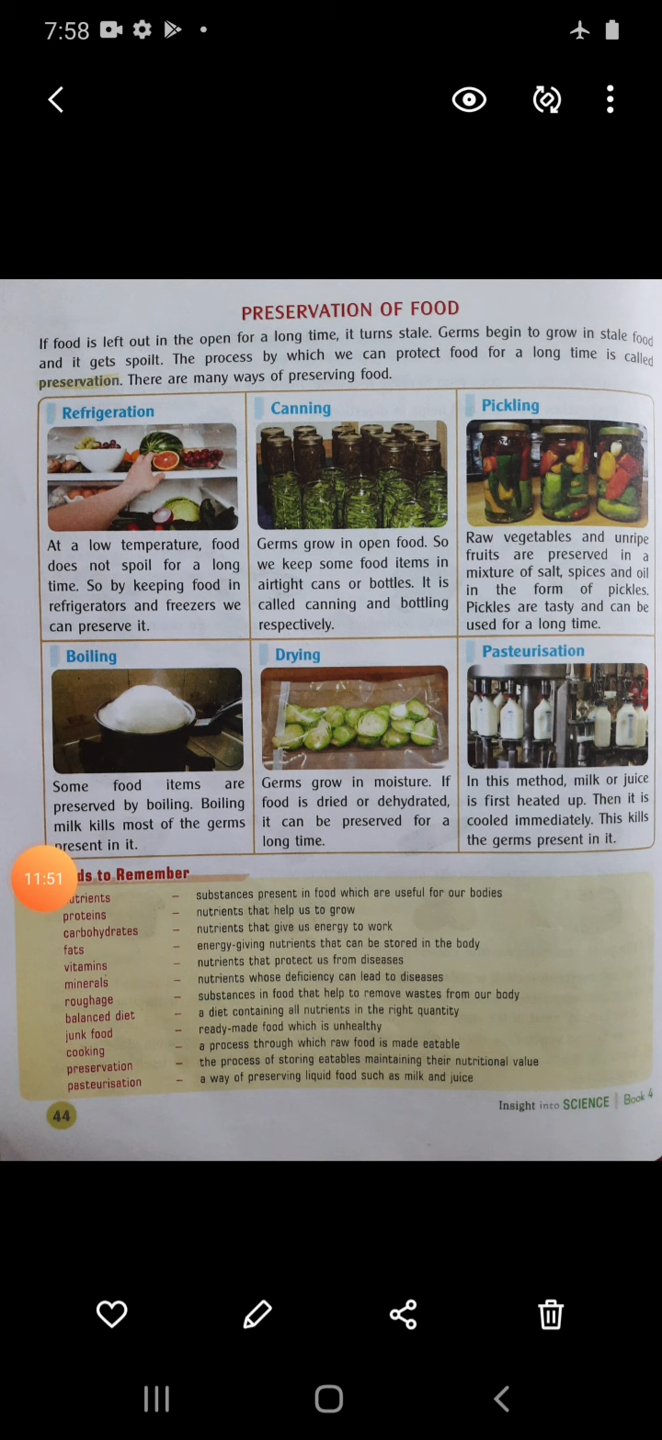 7:58
PRESERVATION OF FOOD
If food is left out in the open for a long time, it turns stale. Germs begin to grow in stale food
and it gets spoilt. The process by which we can protect food for a long time is called
preservation. There are many ways of preserving food.
Refrigeration
At a low temperature, food
does not spoil for a long
time. So by keeping food in
refrigerators and freezers we
can preserve it.
Canning
Germs grow in open food. So
we keep some food items in
airtight cans or bottles. It is
called canning and bottling
respectively.
Pickling
Raw vegetables and unripe
fruits are preserved in a
mixture of salt, spices and oil
in the form of pickles.
Pickles are tasty and can be
used for a long time.
Boiling
Some food items are
preserved by boiling. Boiling
milk kills most of the germs
present in it.
Drying
Germs grow in moisture. If
food is dried or dehydrated,
it can be preserved for a
long time.
Pasteurisation
In this method, milk or juice
is first heated up. Then it is
cooled immediately. This kills
the germs present in it.
11:51
ds to Remember
utrients – substances present in food which are useful for our bodies
proteins – nutrients that help us to grow
carbohydrates – nutrients that give us energy to work
fats – energy-giving nutrients that can be stored in the body
vitamins – nutrients that protect us from diseases
minerals – nutrients whose deficiency can lead to diseases
roughage – substances in food that help to remove wastes from our body
balanced diet – a diet containing all nutrients in the right quantity
junk food – ready-made food which is unhealthy
cooking – a process through which raw food is made eatable
preservation – the process of storing eatables maintaining their nutritional value
pasteurisation – a way of preserving liquid food such as milk and juice
44
Insight into SCIENCE | Book 4